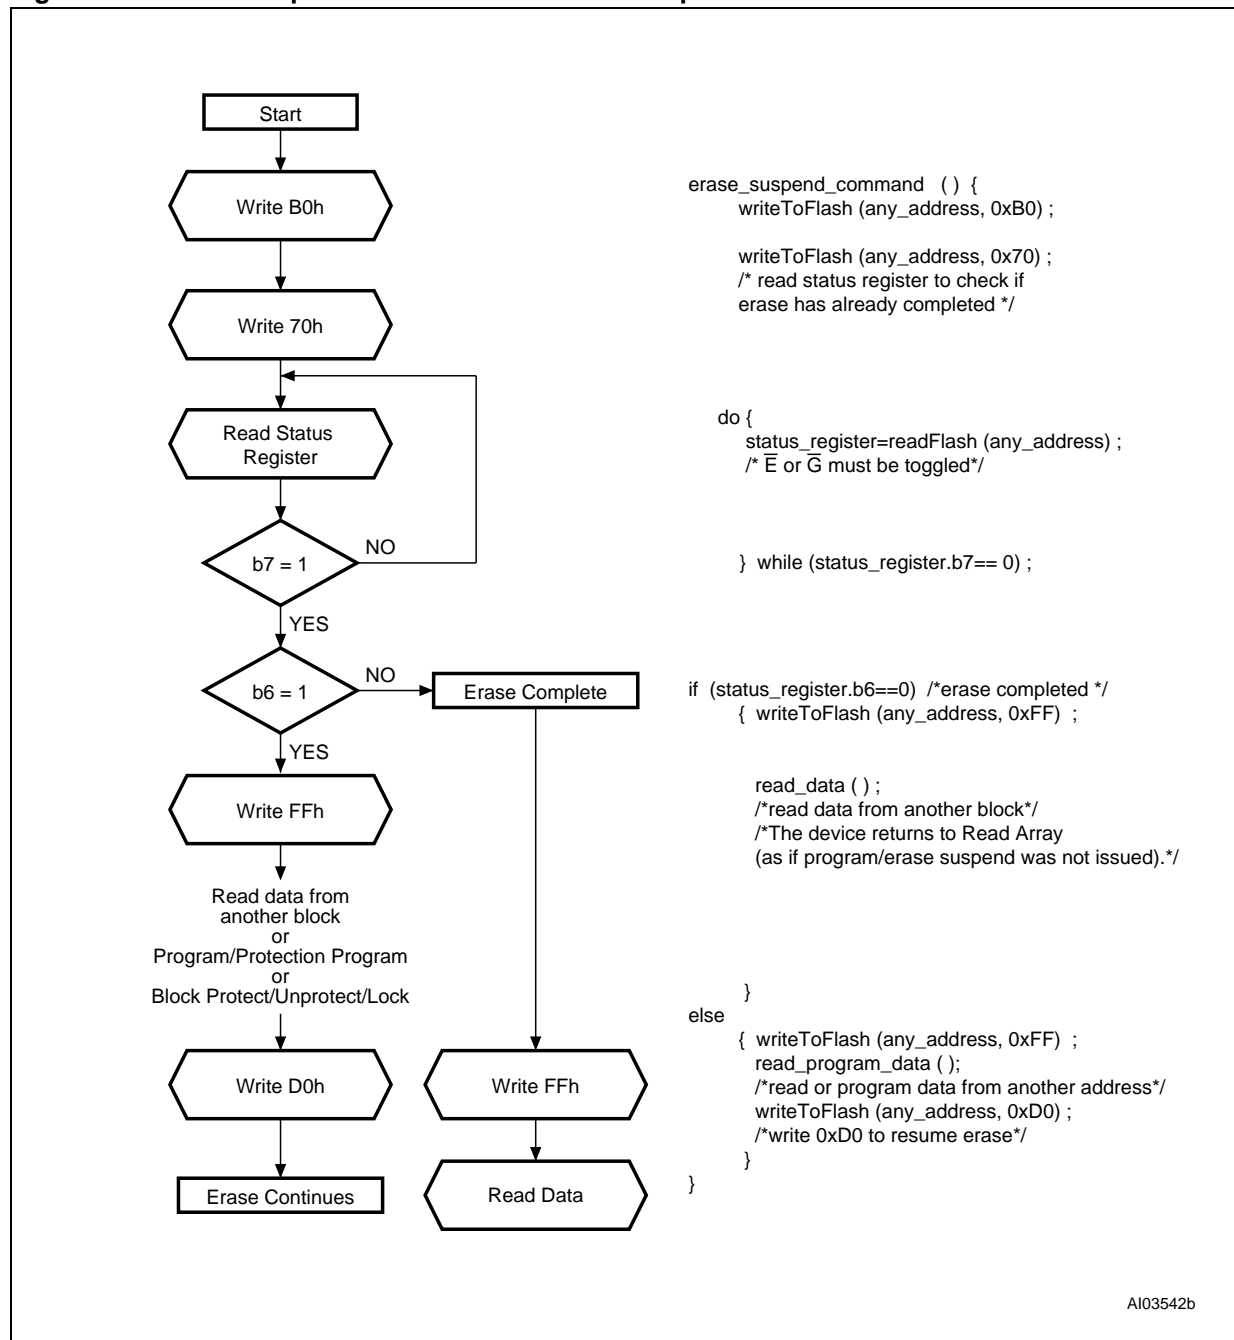 Start
Write B0h
Write 70h
Read Status
Register
NO
b7 = 1
YES
NO
b6 = 1
Erase Complete
YES
Write FFh
Read data from
another block
or
Program/Protection Program
or
Block Protect/Unprotect/Lock
Write D0h
Write FFh
Erase Continues
Read Data
erase_suspend_command ( ) {
writeToFlash (any_address, 0xB0) ;
writeToFlash (any_address, 0x70) ;
/* read status register to check if
erase has already completed */
do {
status_register=readFlash (any_address) ;
/* E̅ or G̅ must be toggled*/
} while (status_register.b7== 0) ;
if (status_register.b6==0) /*erase completed */
{ writeToFlash (any_address, 0xFF) ;
read_data ( ) ;
/*read data from another block*/
/*The device returns to Read Array
(as if program/erase suspend was not issued).*/
}
else
{ writeToFlash (any_address, 0xFF) ;
read_program_data ( );
/*read or program data from another address*/
writeToFlash (any_address, 0xD0) ;
/*write 0xD0 to resume erase*/
}
}
AI03542b